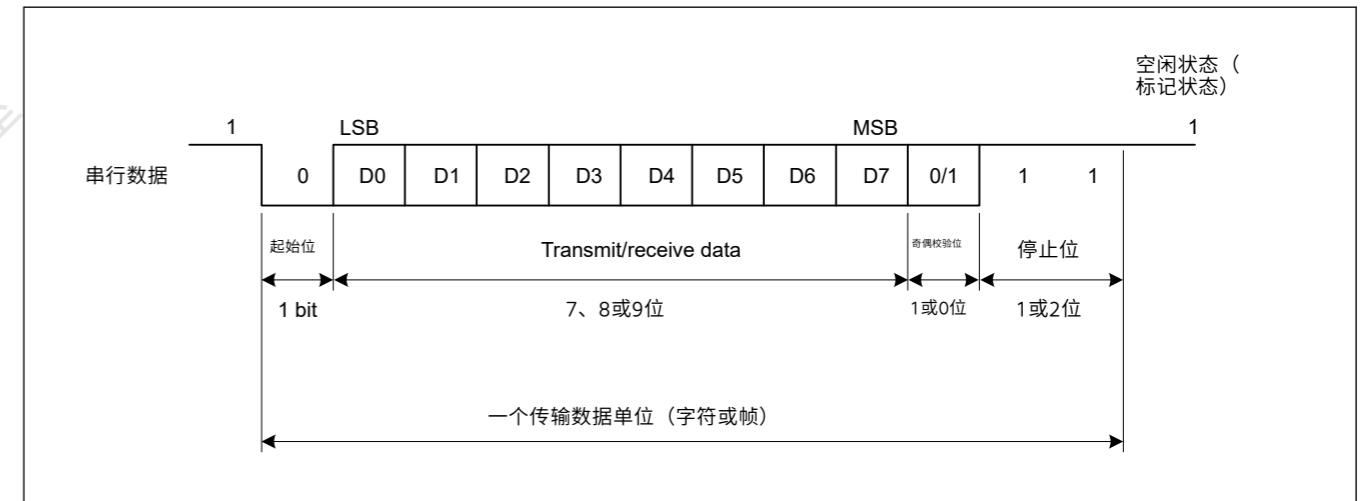 空闲状态（
标记状态）
1 LSB MSB 1
串行数据 0 D0 D1 D2 D3 D4 D5 D6 D7 0/1 1 1
起始位 Transmit/receive data 奇偶校验位 停止位
1 bit 7、8或9位 1或0位 1或2位
一个传输数据单位（字符或帧）